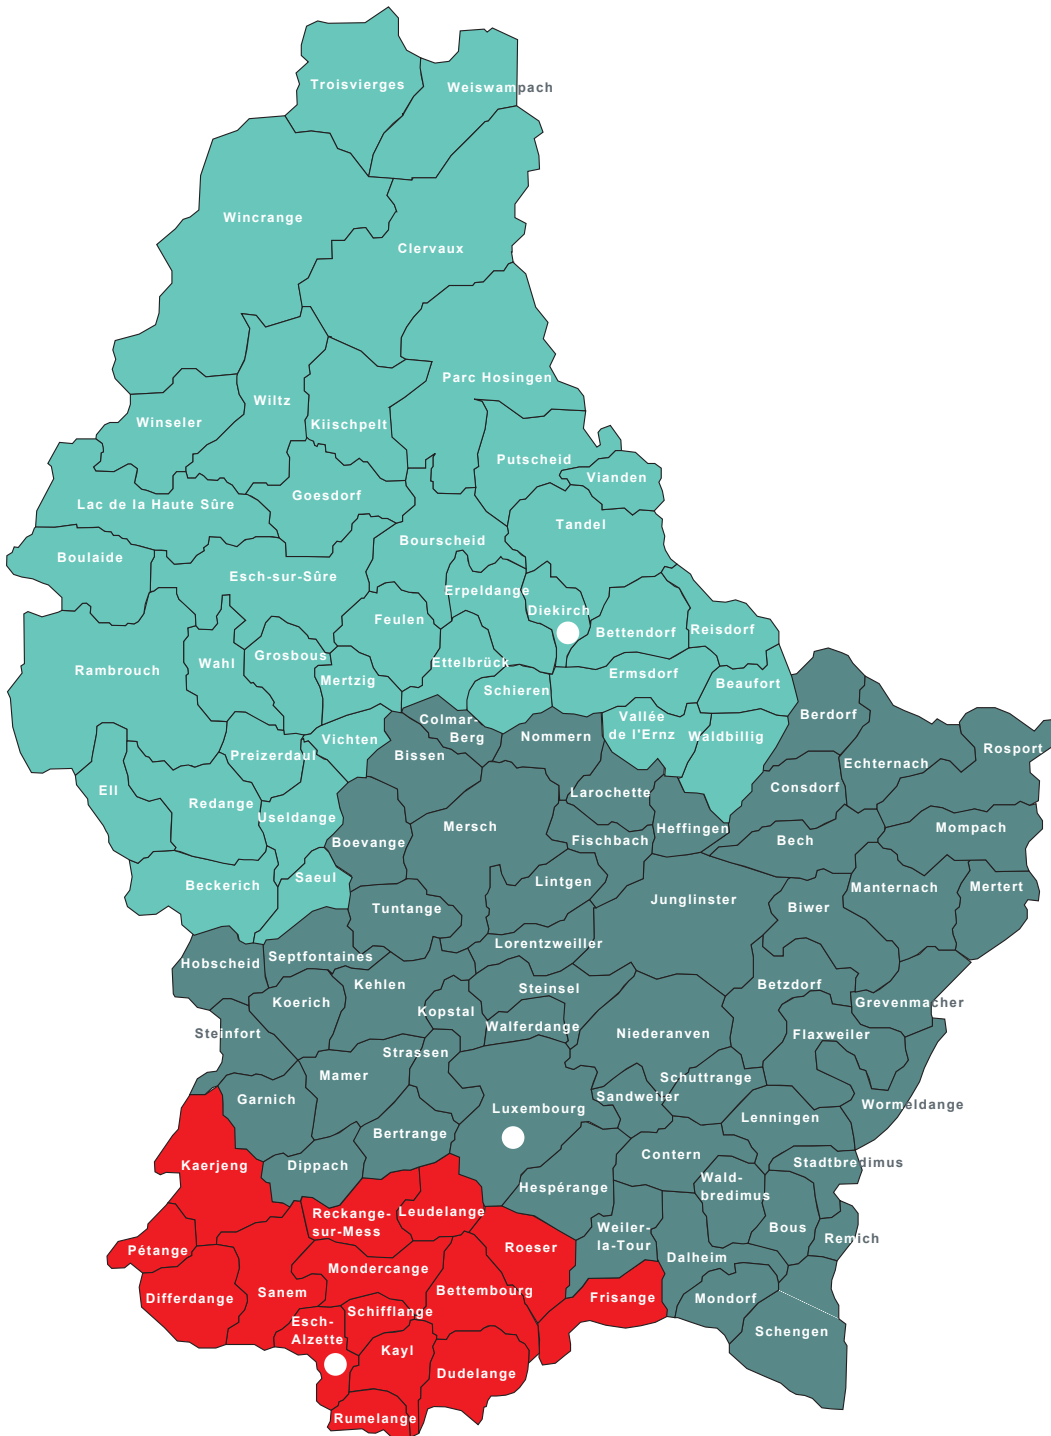 Troisvierges
Weiswampach
Wincrange
Clervaux
Parc Hosingen
Wiltz
Winseler
Kiischpelt
Putscheid
Vianden
Goesdorf
Lac de la Haute Sûre
Tandel
Bourscheid
Boulaide
Esch-sur-Sûre
Erpeldange
Diekirch
Feulen
Bettendorf
Reisdorf
Grosbous
Wahl
Ettelbrück
Rambrouch
Ermsdorf
Mertzig
Beaufort
Schieren
Berdorf
Vallée
de l'Ernz
Colmar-
Berg
Nommern
Waldbillig
Vichten
Rosport
Preizerdaul
Bissen
Echternach
Ell
Consdorf
Larochette
Redange
Useldange
Mersch
Heffingen
Mompach
Fischbach
Bech
Boevange
Saeul
Lintgen
Beckerich
Manternach
Mertert
Junglinster
Tuntange
Biwer
Lorentzweiller
Septfontaines
Hobscheid
Kehlen
Betzdorf
Steinsel
Koerich
Grevenmacher
Kopstal
Walferdange
Steinfort
Niederanven
Flaxweiler
Strassen
Mamer
Schuttrange
Sandweiler
Garnich
Wormeldange
Luxembourg
Lenningen
Bertrange
Contern
Stadtbredimus
Kaerjeng
Dippach
Wald-
bredimus
Hespérange
Reckange-
sur-Mess
Leudelange
Weiler-
la-Tour
Bous
Remich
Pétange
Roeser
Dalheim
Mondercange
Sanem
Bettembourg
Differdange
Frisange
Mondorf
Schifflange
Esch-
Alzette
Schengen
Kayl
Dudelange
Rumelange